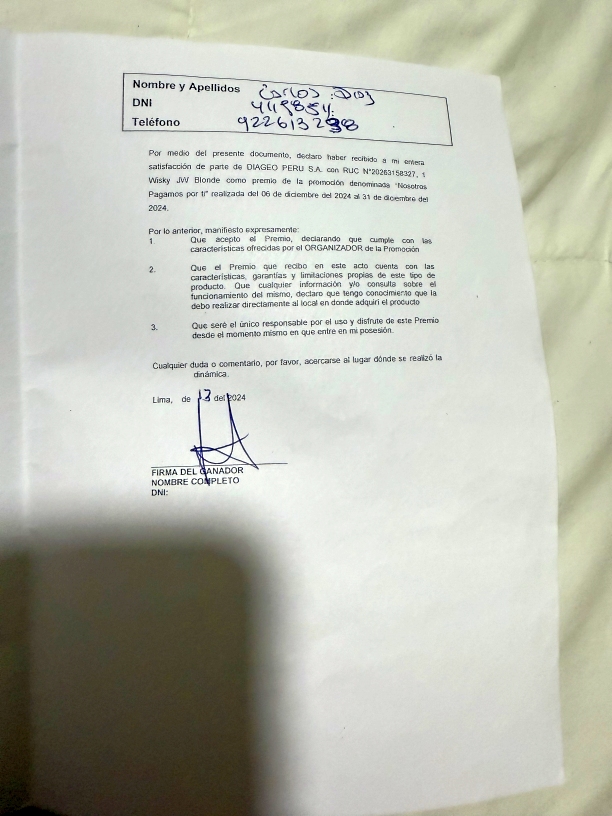 Nombre y Apellidos Carlos Dios
DNI
Teléfono
Por medio del presente documento, declaro haber recibido a mi entera
satisfacción de parte de DIAGEO PERU S.A. con RUC N°20263158327, 1
Wisky JW Blonde como premio de la promoción denominada "Nosotros
Pagamos por ti" realizada del 06 de diciembre del 2024 al 31 de diciembre del
2024.
Por lo anterior, manifiesto expresamente:
1. Que acepto el Premio, declarando que cumple con las
características ofrecidas por el ORGANIZADOR de la Promoción
2. Que el Premio que recibo en este acto cuenta con las
características, garantías y limitaciones propias de este tipo de
producto. Que cualquier información y/o consulta sobre el
funcionamiento del mismo, declaro que tengo conocimiento que la
debo realizar directamente al local en donde adquirí el producto
3. Que seré el único responsable por el uso y disfrute de este Premio
desde el momento mismo en que entre en mi posesión.
Cualquier duda o comentario, por favor, acercarse al lugar dónde se realizó la
dinámica.
Lima, de 13 del 2024
FIRMA DEL GANADOR
NOMBRE COMPLETO
DNI: